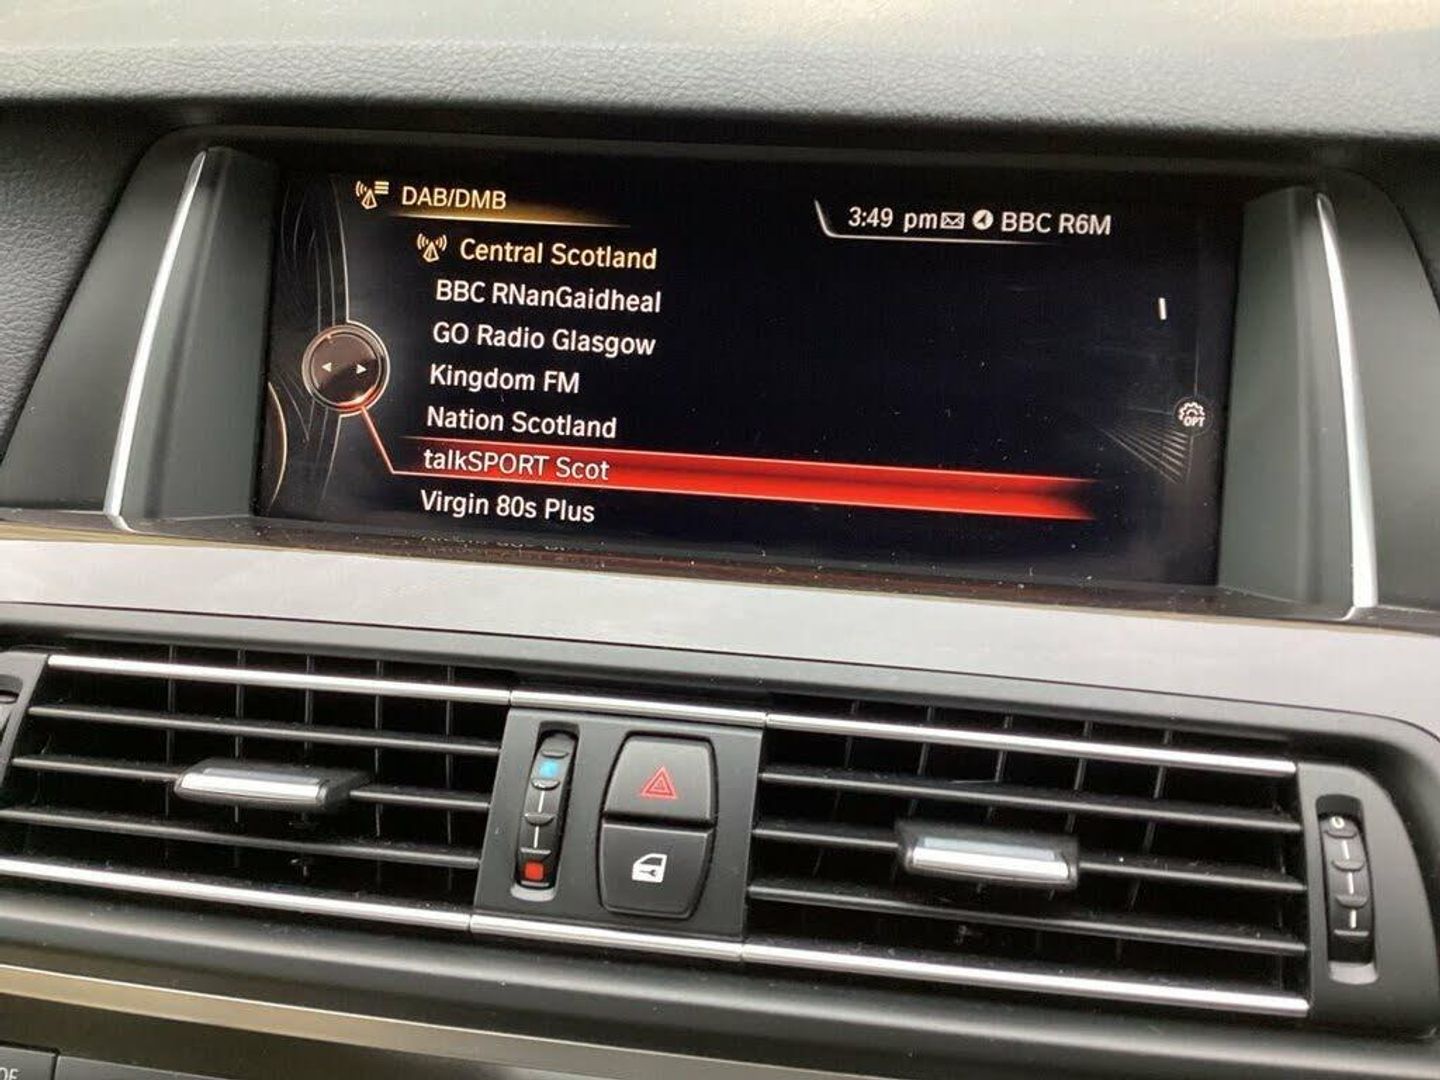 DAB/DMB
3:49 pm BBC R6M
Central Scotland
BBC RNanGaidheal
GO Radio Glasgow
Kingdom FM
Nation Scotland
talkSPORT Scot
Virgin 80s Plus
OPT
0